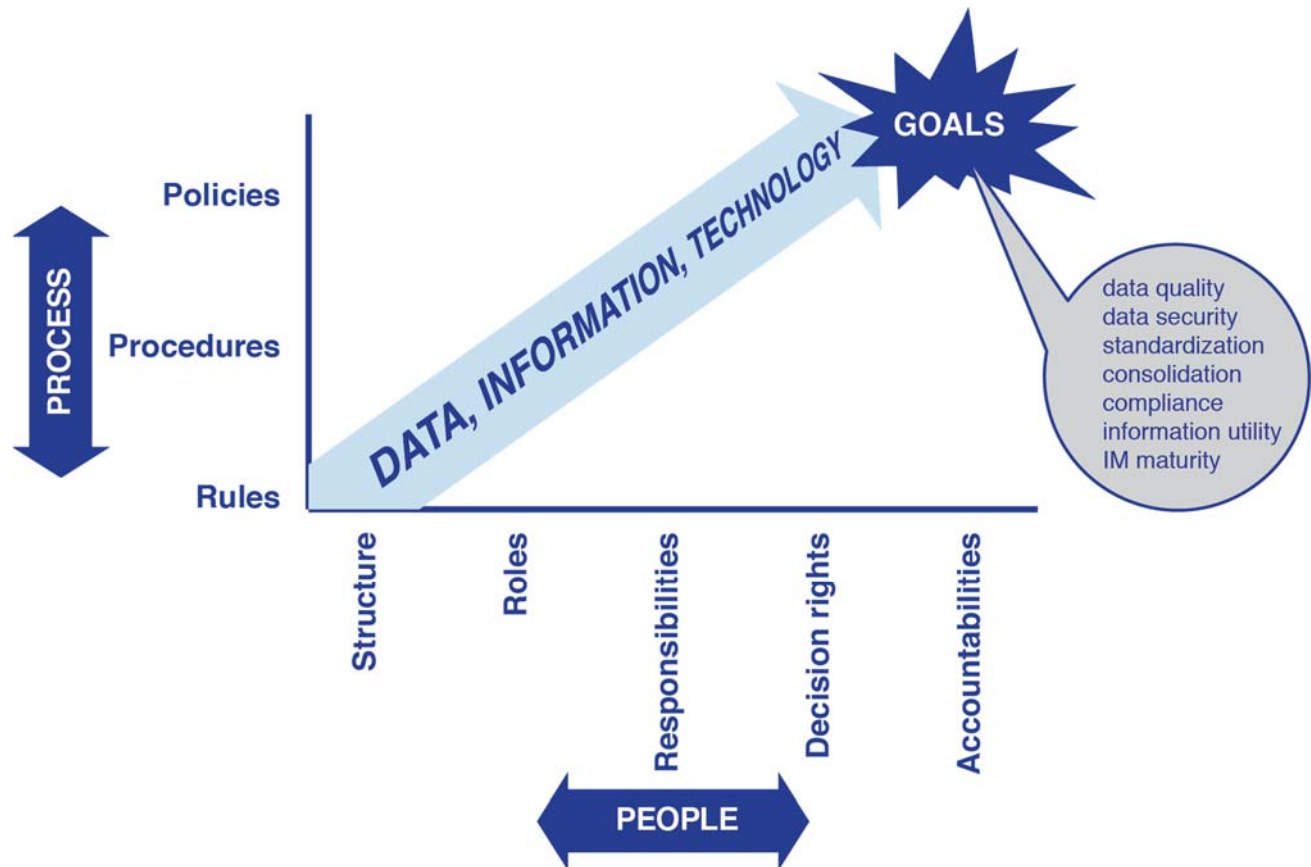 GOALS
DATA, INFORMATION, TECHNOLOGY
PROCESS
Policies
Procedures
Rules
data quality
data security
standardization
consolidation
compliance
information utility
IM maturity
Structure
Roles
Responsibilities
Decision rights
Accountabilities
PEOPLE